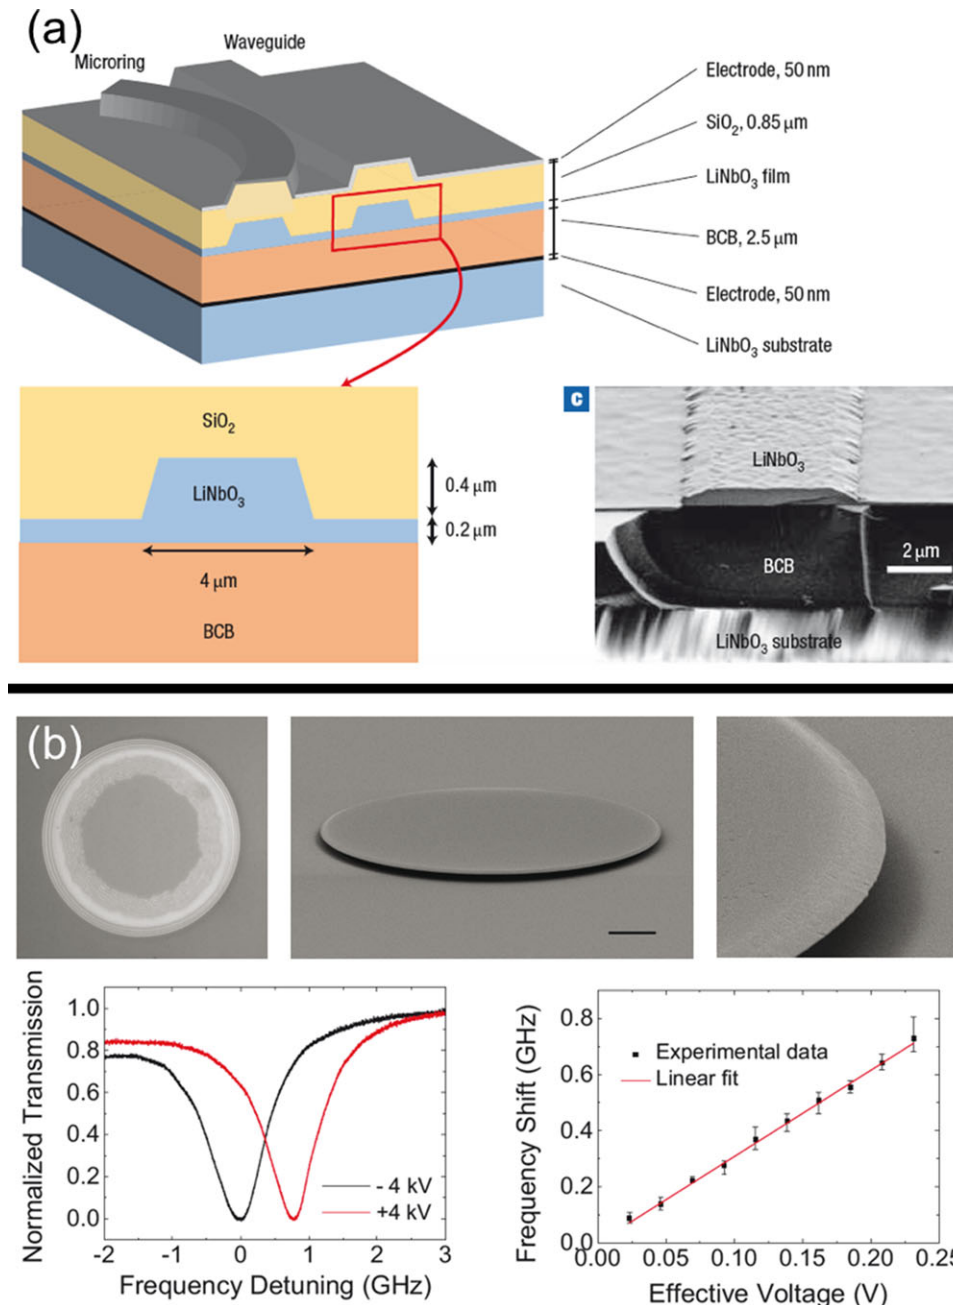 (a)
Microring
Waveguide
Electrode, 50 nm
SiO₂, 0.85 μm
LiNbO₃ film
BCB, 2.5 μm
Electrode, 50 nm
LiNbO₃ substrate
SiO₂
LiNbO₃
0.4 μm
0.2 μm
4 μm
BCB
c
LiNbO₃
BCB
2 μm
LiNbO₃ substrate
(b)
Normalized Transmission
1.0
0.8
0.6
0.4
0.2
0.0
- 4 kV
+4 kV
-2 -1 0 1 2 3
Frequency Detuning (GHz)
Frequency Shift (GHz)
0.8
0.6
0.4
0.2
0.0
Experimental data
Linear fit
0.00 0.05 0.10 0.15 0.20 0.25
Effective Voltage (V)